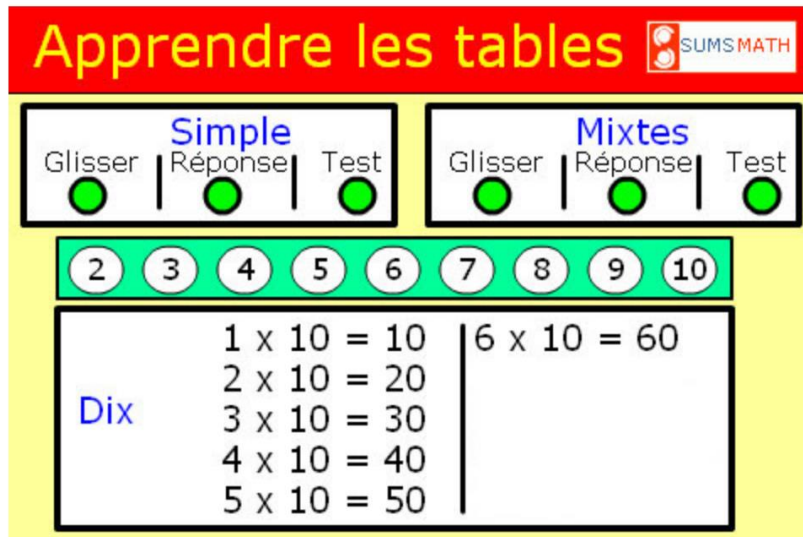 Apprendre les tables SUMSMATH
Simple
Glisser Réponse Test
Mixtes
Glisser Réponse Test
2 3 4 5 6 7 8 9 10
Dix
1 x 10 = 10
2 x 10 = 20
3 x 10 = 30
4 x 10 = 40
5 x 10 = 50
6 x 10 = 60